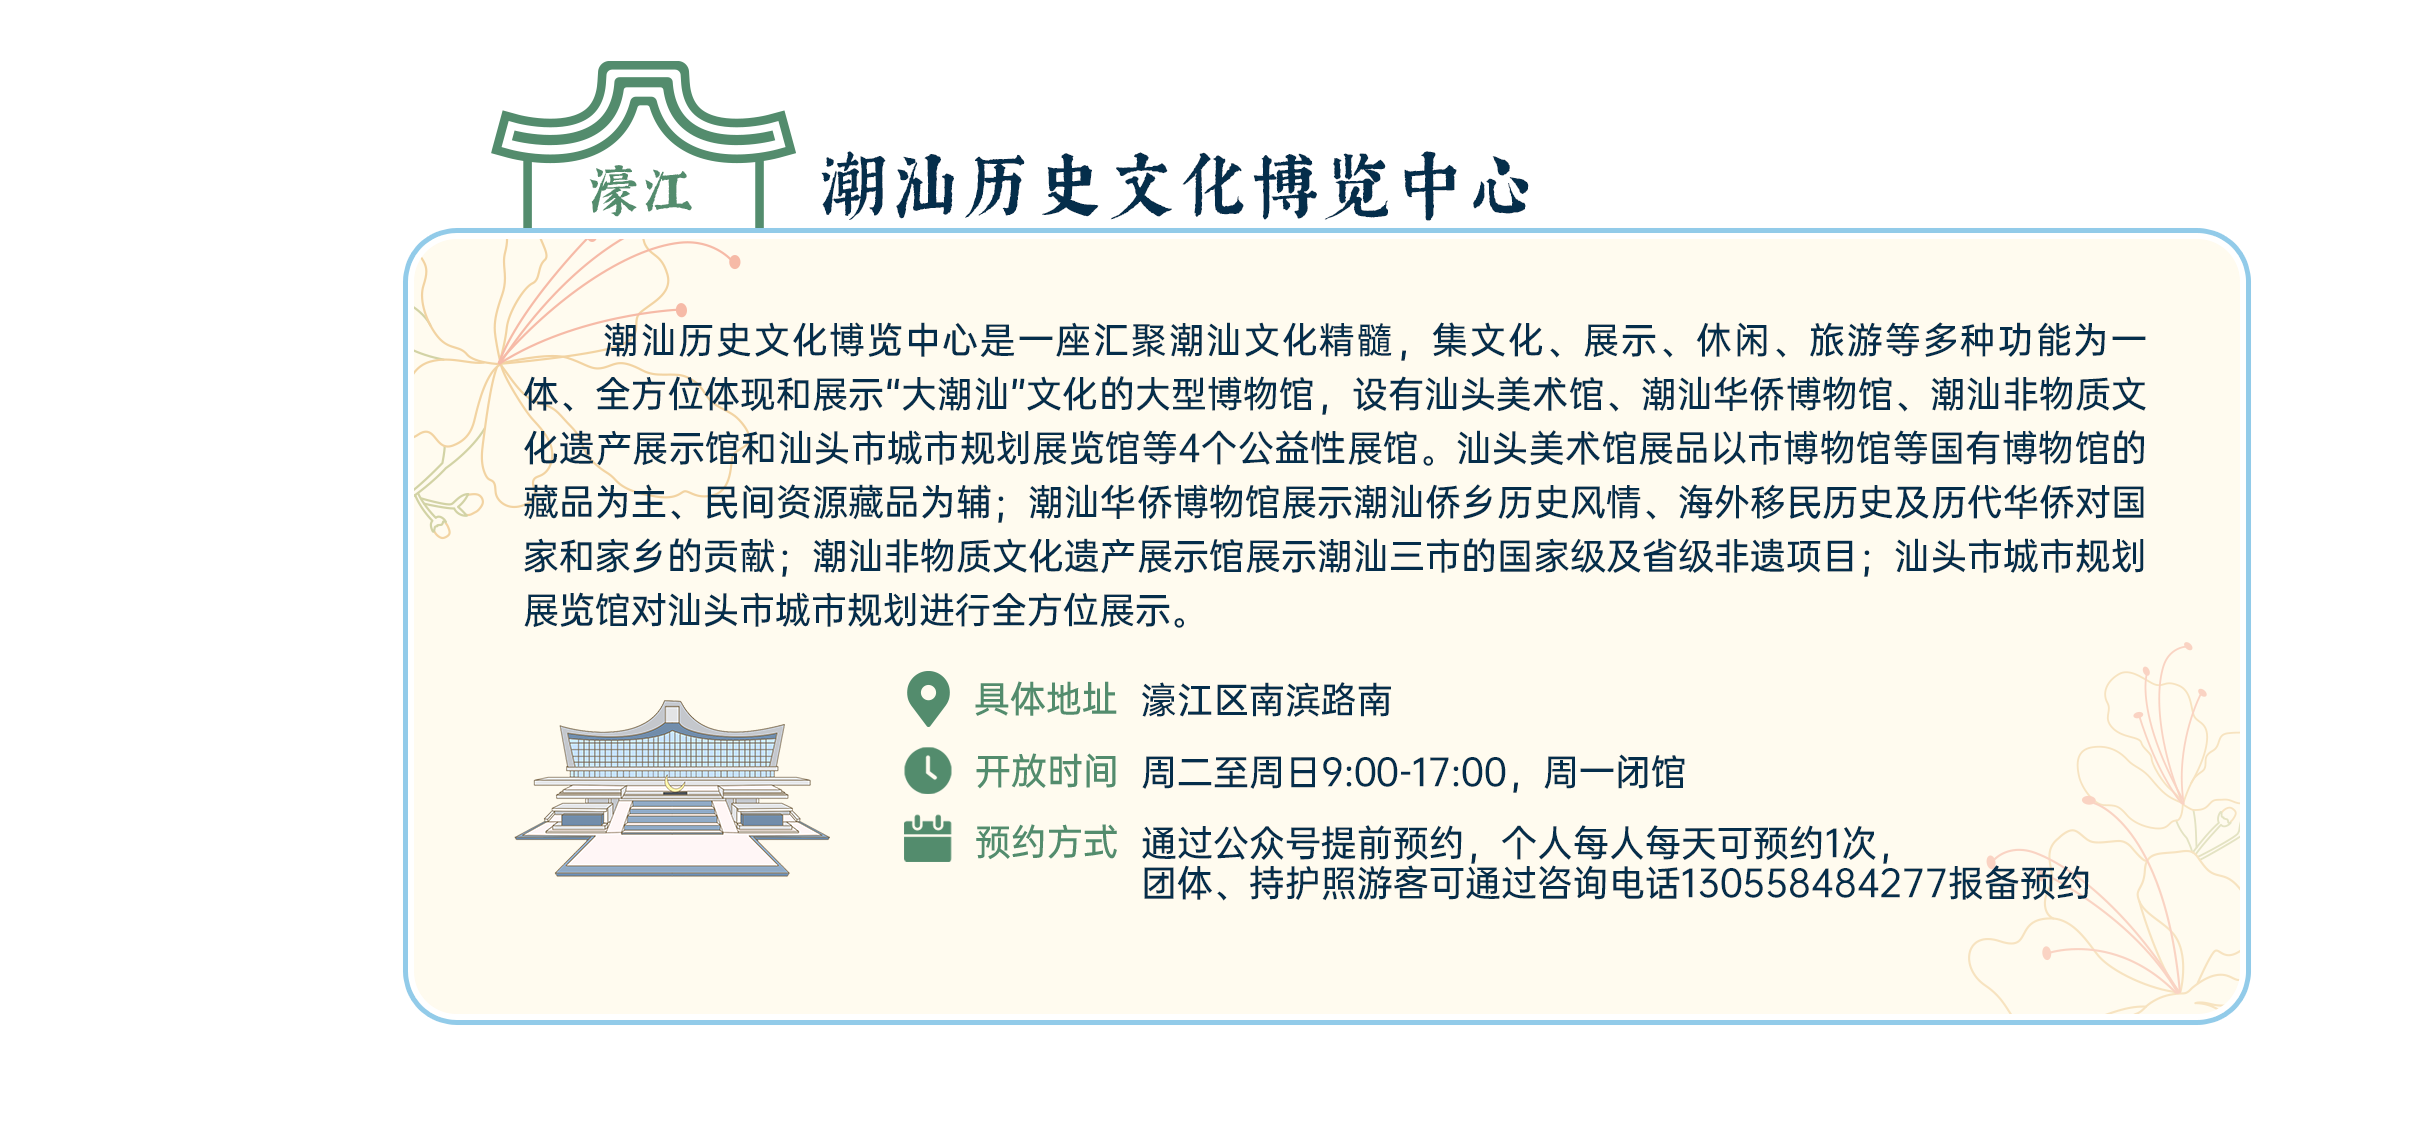 濠江
潮汕历史文化博览中心
潮汕历史文化博览中心是一座汇聚潮汕文化精髓，集文化、展示、休闲、旅游等多种功能为一
体、全方位体现和展示“大潮汕”文化的大型博物馆，设有汕头美术馆、潮汕华侨博物馆、潮汕非物质文
化遗产展示馆和汕头市城市规划展览馆等4个公益性展馆。汕头美术馆展品以市博物馆等国有博物馆的
藏品为主、民间资源藏品为辅；潮汕华侨博物馆展示潮汕侨乡历史风情、海外移民历史及历代华侨对国
家和家乡的贡献；潮汕非物质文化遗产展示馆展示潮汕三市的国家级及省级非遗项目；汕头市城市规划
展览馆对汕头市城市规划进行全方位展示。
具体地址 濠江区南滨路南
开放时间 周二至周日9:00-17:00，周一闭馆
预约方式 通过公众号提前预约，个人每人每天可预约1次，
团体、持护照游客可通过咨询电话130558484277报备预约